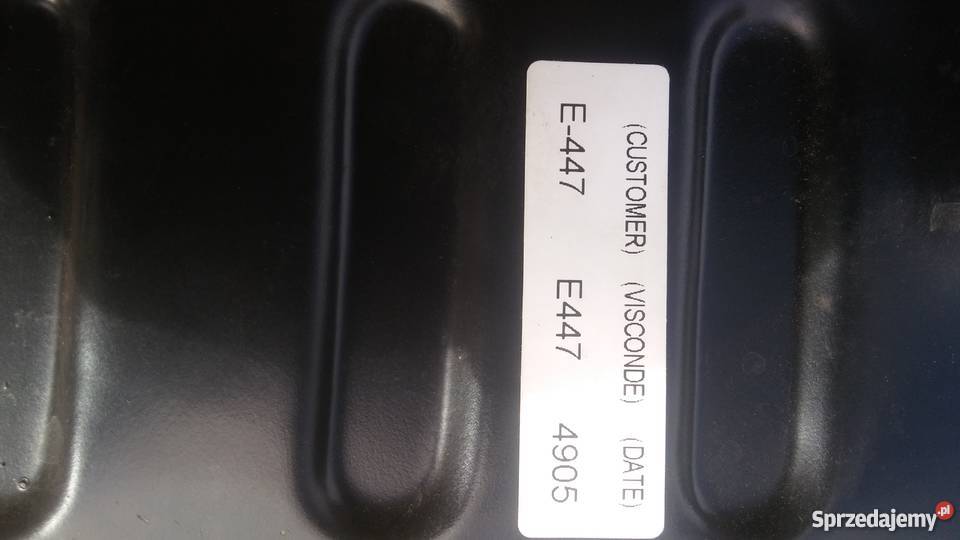 (CUSTOMER) (VISCONDE) (DATE)
E-447 E447 4905
Sprzedajemy.pl